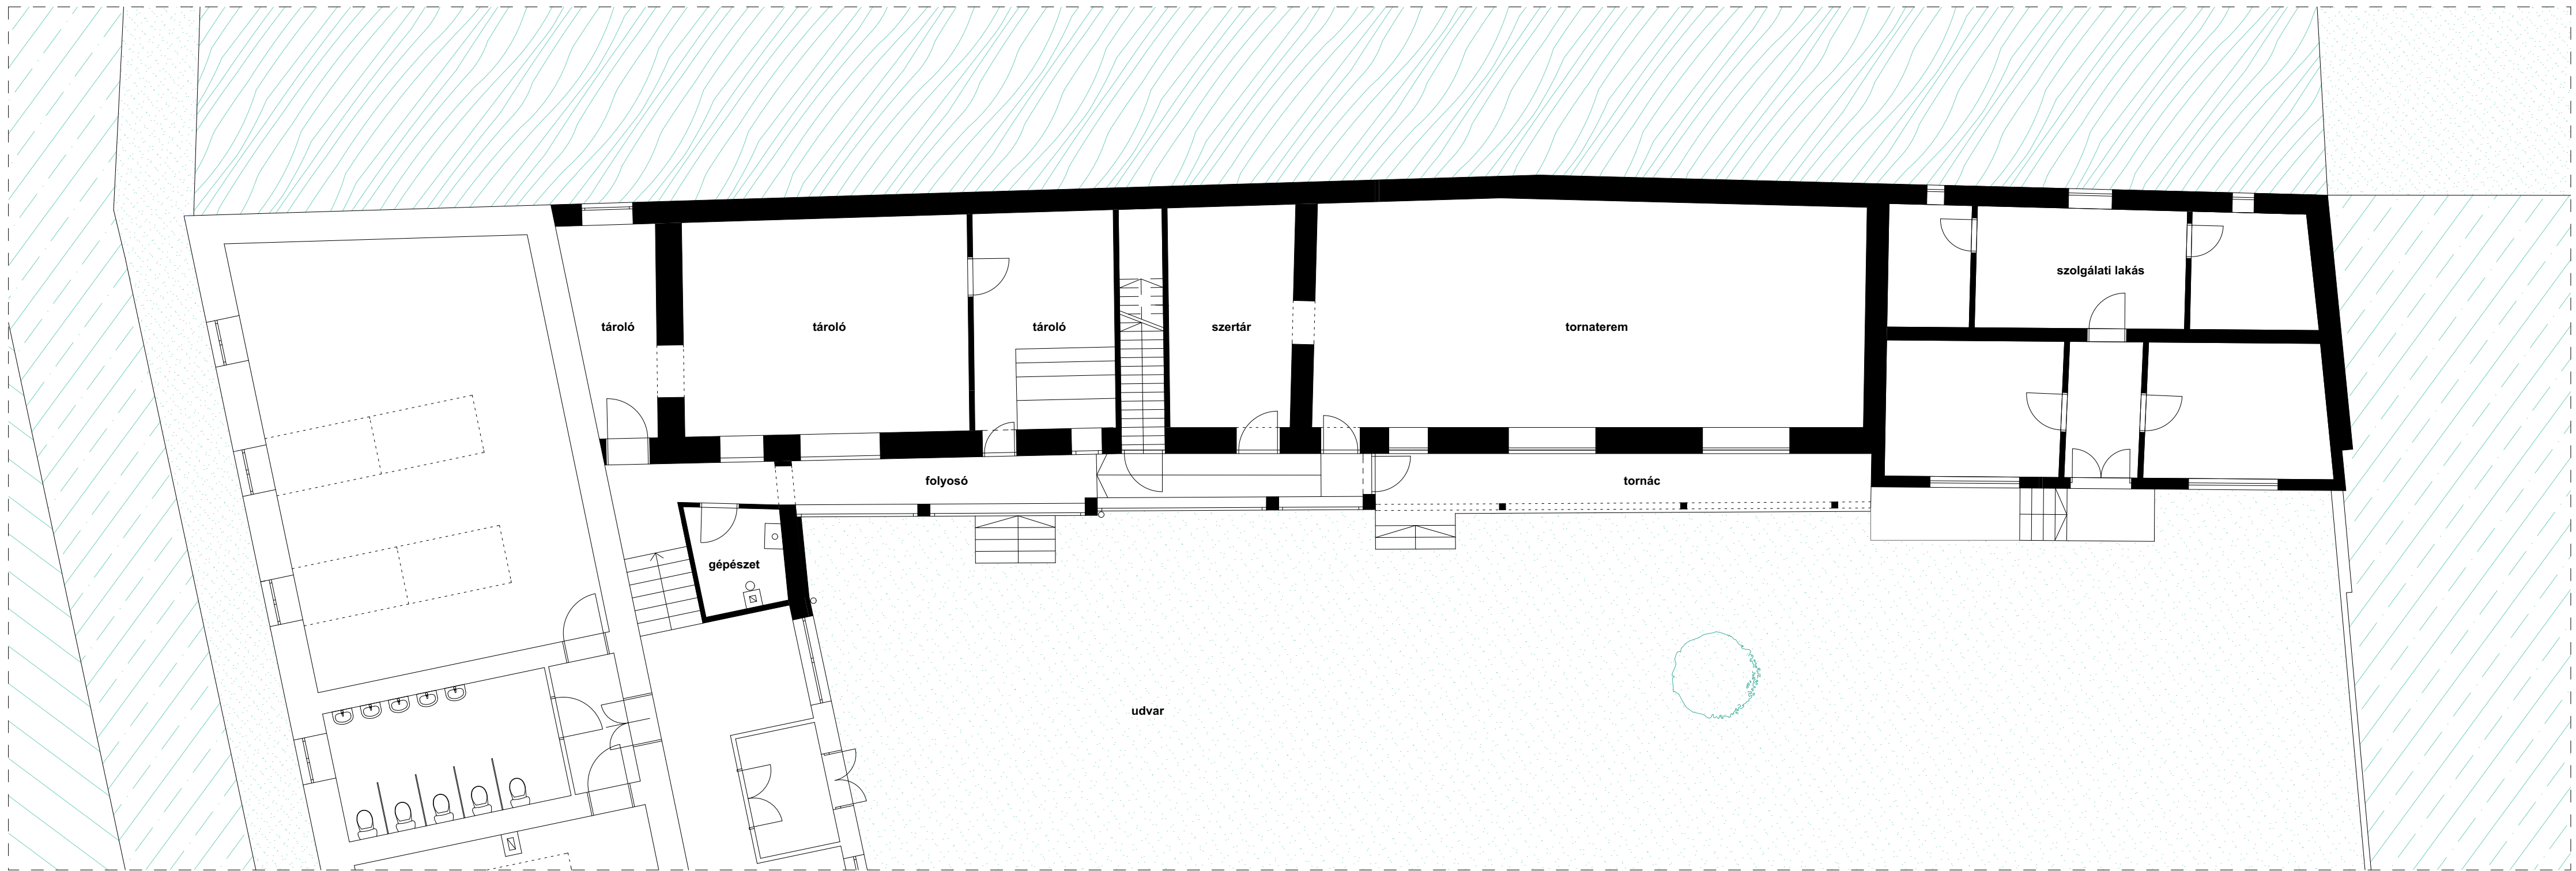 szolgálati lakás
tároló
tároló
tároló
szertár
tornaterem
folyosó
tornác
gépészet
udvar